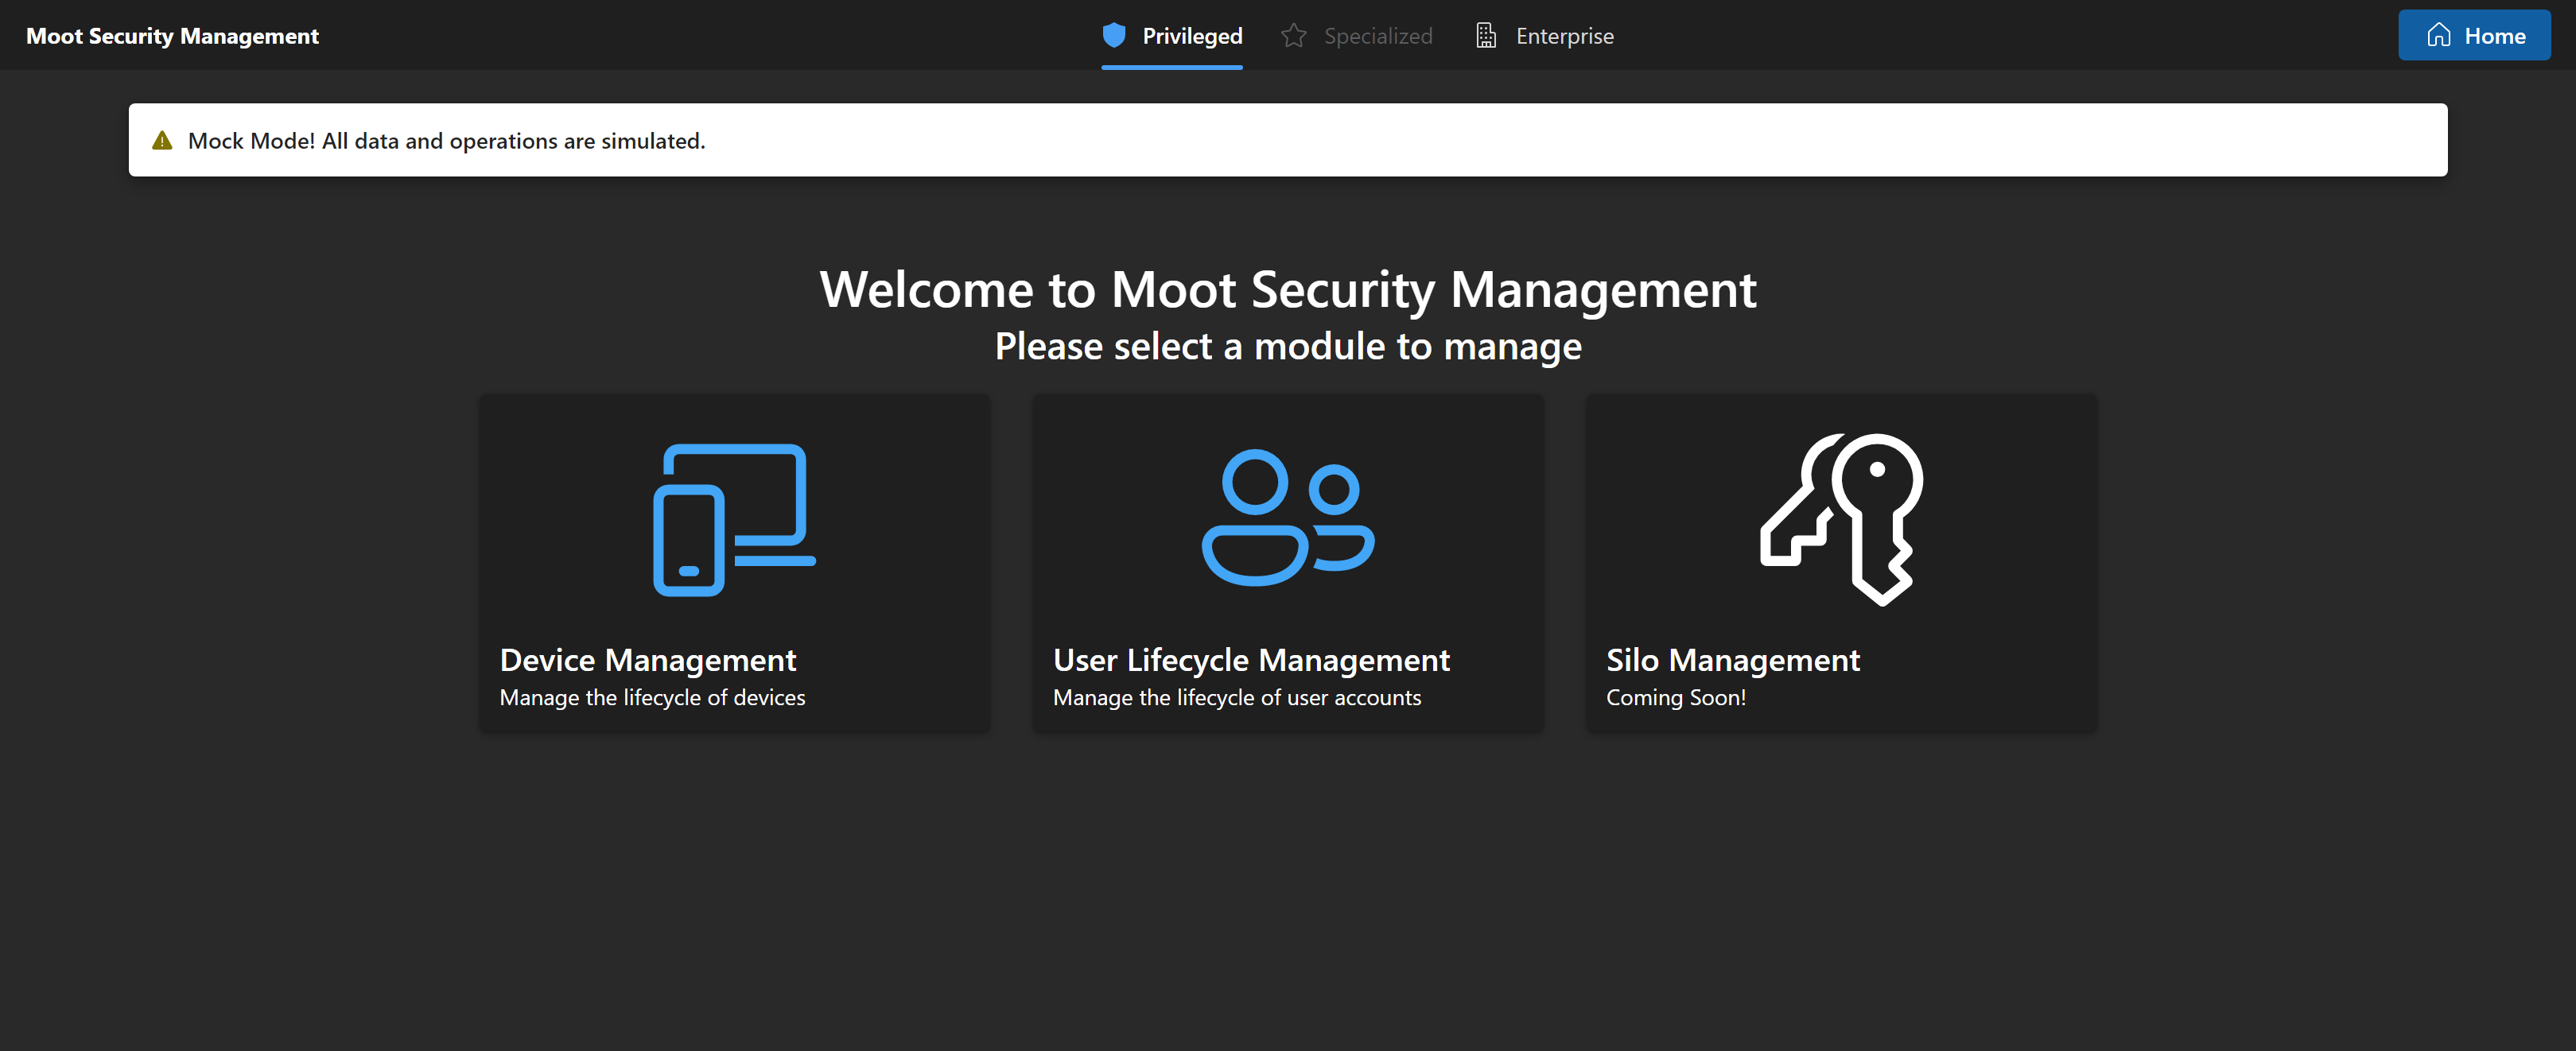 Moot Security Management
Privileged
Specialized
Enterprise
Home
Mock Mode! All data and operations are simulated.
Welcome to Moot Security Management
Please select a module to manage
Device Management
Manage the lifecycle of devices
User Lifecycle Management
Manage the lifecycle of user accounts
Silo Management
Coming Soon!